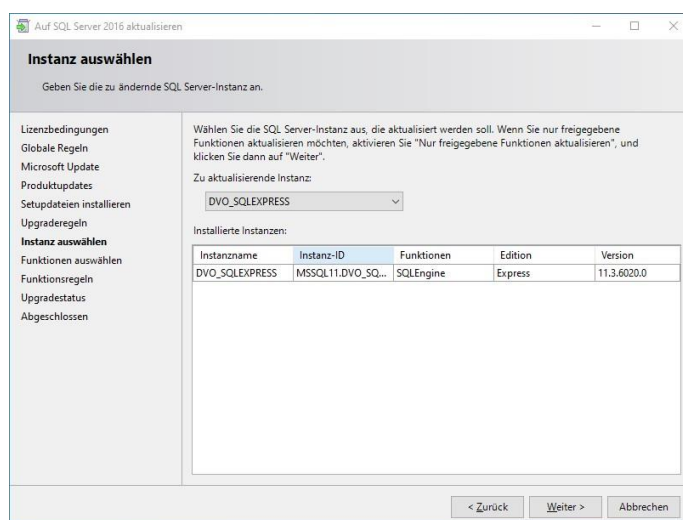 Auf SQL Server 2016 aktualisieren
Instanz auswählen
Geben Sie die zu ändernde SQL Server-Instanz an.
Lizenzbedingungen
Globale Regeln
Microsoft Update
Produktupdates
Setupdateien installieren
Upgraderegeln
Instanz auswählen
Funktionen auswählen
Funktionsregeln
Upgradestatus
Abgeschlossen
Wählen Sie die SQL Server-Instanz aus, die aktualisiert werden soll. Wenn Sie nur freigegebene
Funktionen aktualisieren möchten, aktivieren Sie "Nur freigegebene Funktionen aktualisieren", und
klicken Sie dann auf "Weiter".
Zu aktualisierende Instanz:
DVO_SQLEXPRESS
Installierte Instanzen:
Instanzname Instanz-ID Funktionen Edition Version
DVO_SQLEXPRESS MSSQL11.DVO_SQ... SQLEngine Express 11.3.6020.0
< Zurück Weiter > Abbrechen